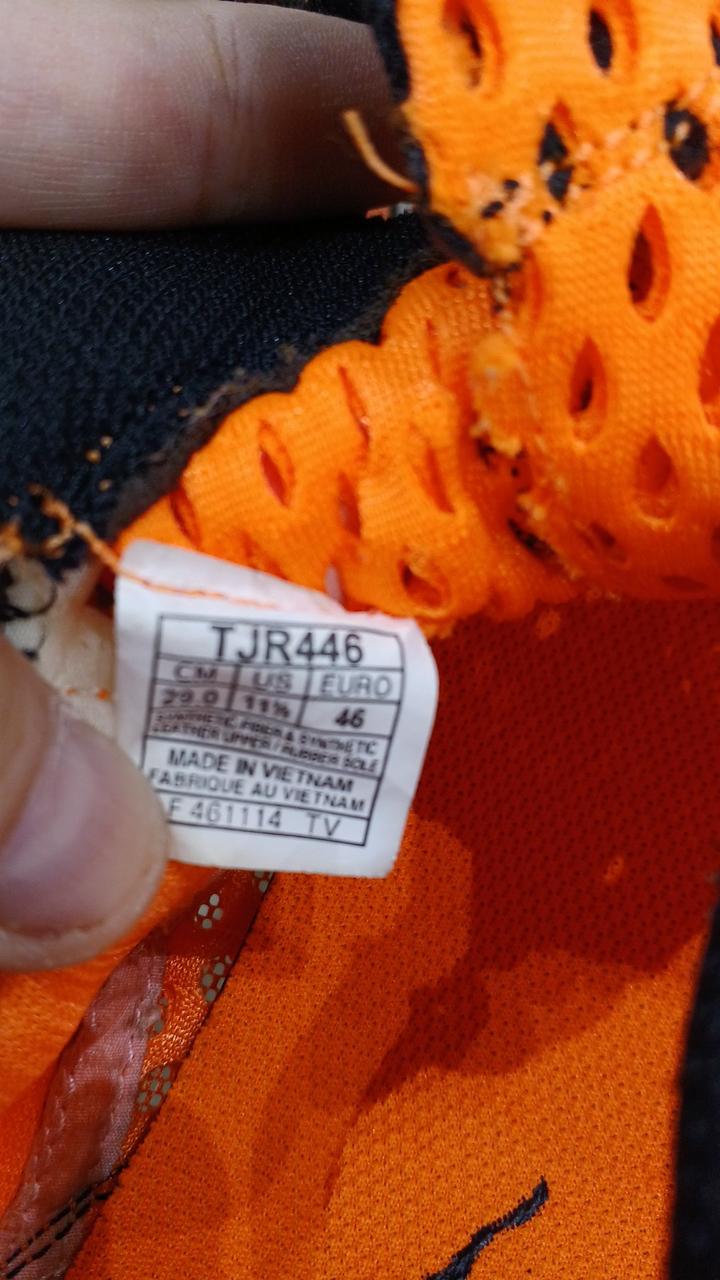 TJR446
CM US EURO
29.0 11½ 46
SYNTHETIC FIBER & SYNTHETIC
LEATHER UPPER / RUBBER SOLE
MADE IN VIETNAM
FABRIQUE AU VIETNAM
F 461114 TV